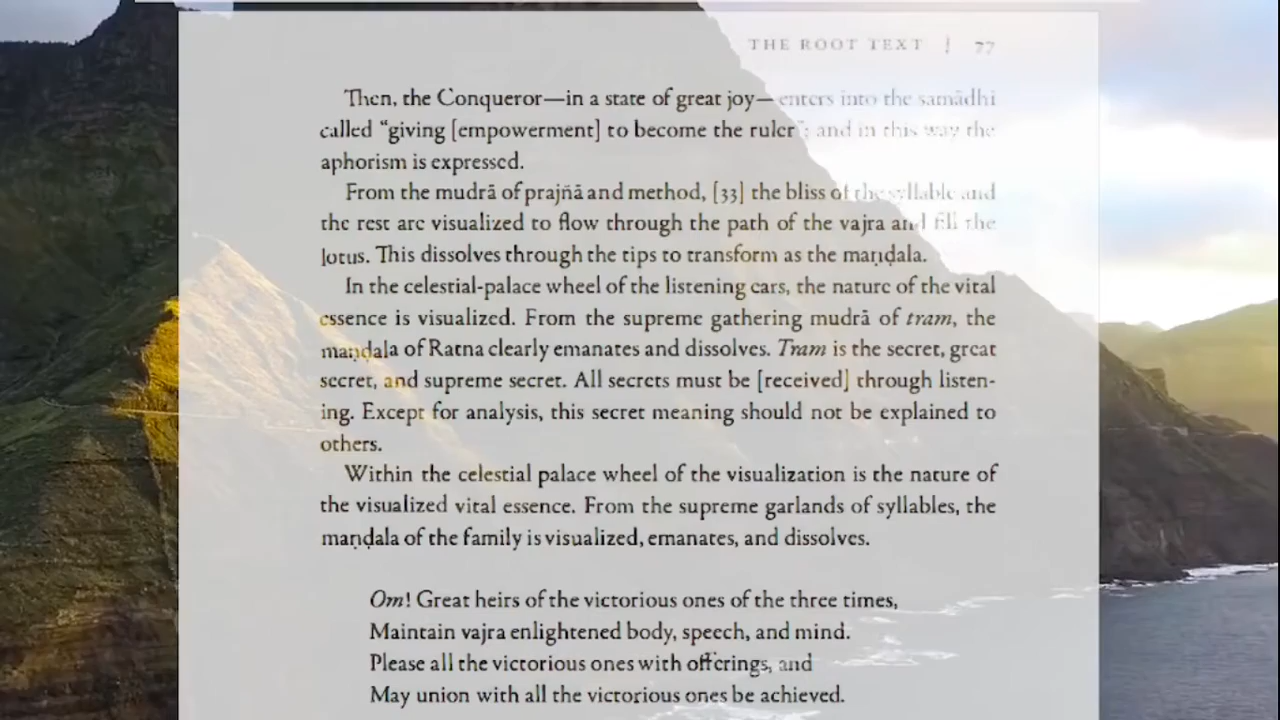 THE ROOT TEXT | 77
Then, the Conqueror—in a state of great joy—enters into the samādhi
called “giving [empowerment] to become the ruler”; and in this way the
aphorism is expressed.
From the mudrā of prajñā and method, [33] the bliss of the syllable and
the rest are visualized to flow through the path of the vajra and fill the
lotus. This dissolves through the tips to transform as the maṇḍala.
In the celestial-palace wheel of the listening ears, the nature of the vital
essence is visualized. From the supreme gathering mudrā of tram, the
maṇḍala of Ratna clearly emanates and dissolves. Tram is the secret, great
secret, and supreme secret. All secrets must be [received] through listen-
ing. Except for analysis, this secret meaning should not be explained to
others.
Within the celestial palace wheel of the visualization is the nature of
the visualized vital essence. From the supreme garlands of syllables, the
maṇḍala of the family is visualized, emanates, and dissolves.
Om! Great heirs of the victorious ones of the three times,
Maintain vajra enlightened body, speech, and mind.
Please all the victorious ones with offerings, and
May union with all the victorious ones be achieved.